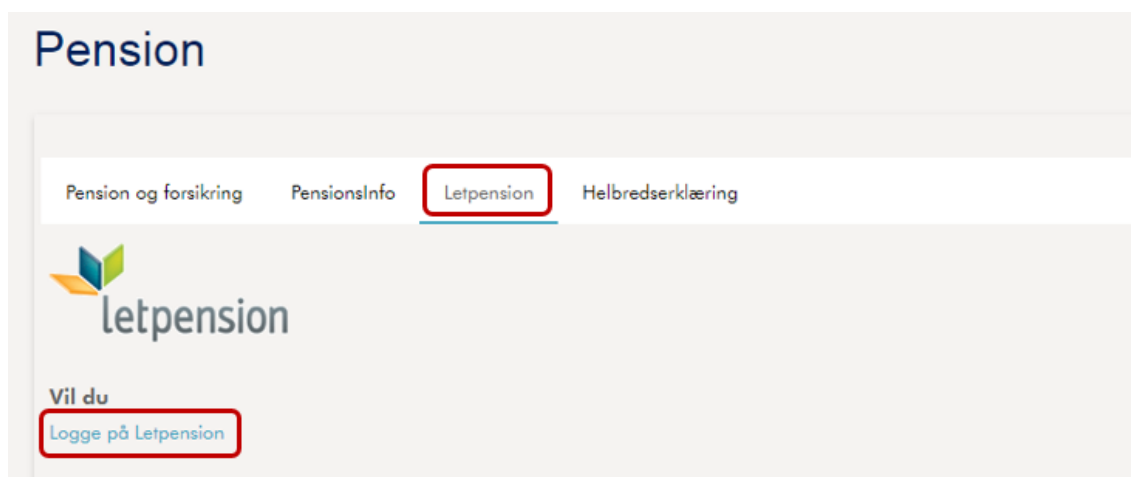 Pension
Pension og forsikring PensionsInfo Letpension Helbredserklæring
letpension
Vil du
Logge på Letpension